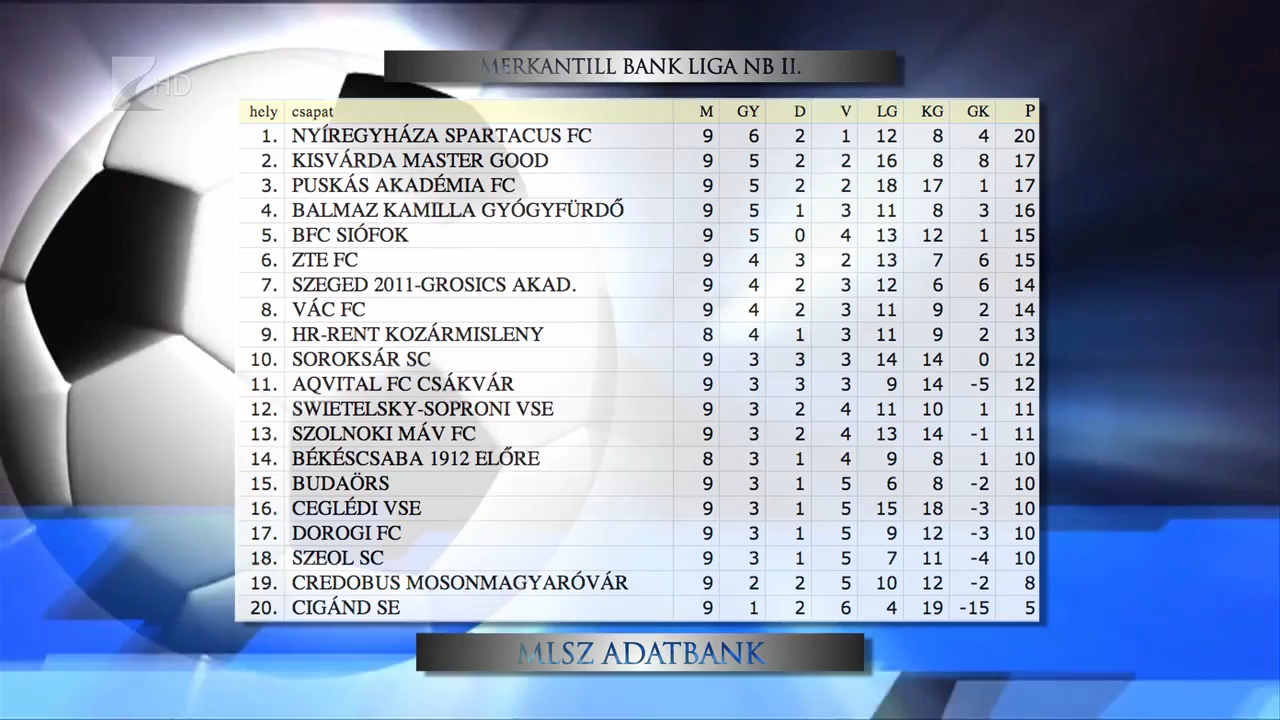 HD
MERKANTILL BANK LIGA NB II.
hely csapat M GY D V LG KG GK P
1. NYÍREGYHÁZA SPARTACUS FC 9 6 2 1 12 8 4 20
2. KISVÁRDA MASTER GOOD 9 5 2 2 16 8 8 17
3. PUSKÁS AKADÉMIA FC 9 5 2 2 18 17 1 17
4. BALMAZ KAMILLA GYÓGYFÜRDŐ 9 5 1 3 11 8 3 16
5. BFC SIÓFOK 9 5 0 4 13 12 1 15
6. ZTE FC 9 4 3 2 13 7 6 15
7. SZEGED 2011-GROSICS AKAD. 9 4 2 3 12 6 6 14
8. VÁC FC 9 4 2 3 11 9 2 14
9. HR-RENT KOZÁRMISLENY 8 4 1 3 11 9 2 13
10. SOROKSÁR SC 9 3 3 3 14 14 0 12
11. AQVITAL FC CSÁKVÁR 9 3 3 3 9 14 -5 12
12. SWIETELSKY-SOPRONI VSE 9 3 2 4 11 10 1 11
13. SZOLNOKI MÁV FC 9 3 2 4 13 14 -1 11
14. BÉKÉSCSABA 1912 ELŐRE 8 3 1 4 9 8 1 10
15. BUDAÖRS 9 3 1 5 6 8 -2 10
16. CEGLÉDI VSE 9 3 1 5 15 18 -3 10
17. DOROGI FC 9 3 1 5 9 12 -3 10
18. SZEOL SC 9 3 1 5 7 11 -4 10
19. CREDOBUS MOSONMAGYARÓVÁR 9 2 2 5 10 12 -2 8
20. CIGÁND SE 9 1 2 6 4 19 -15 5
MLSZ ADATBANK